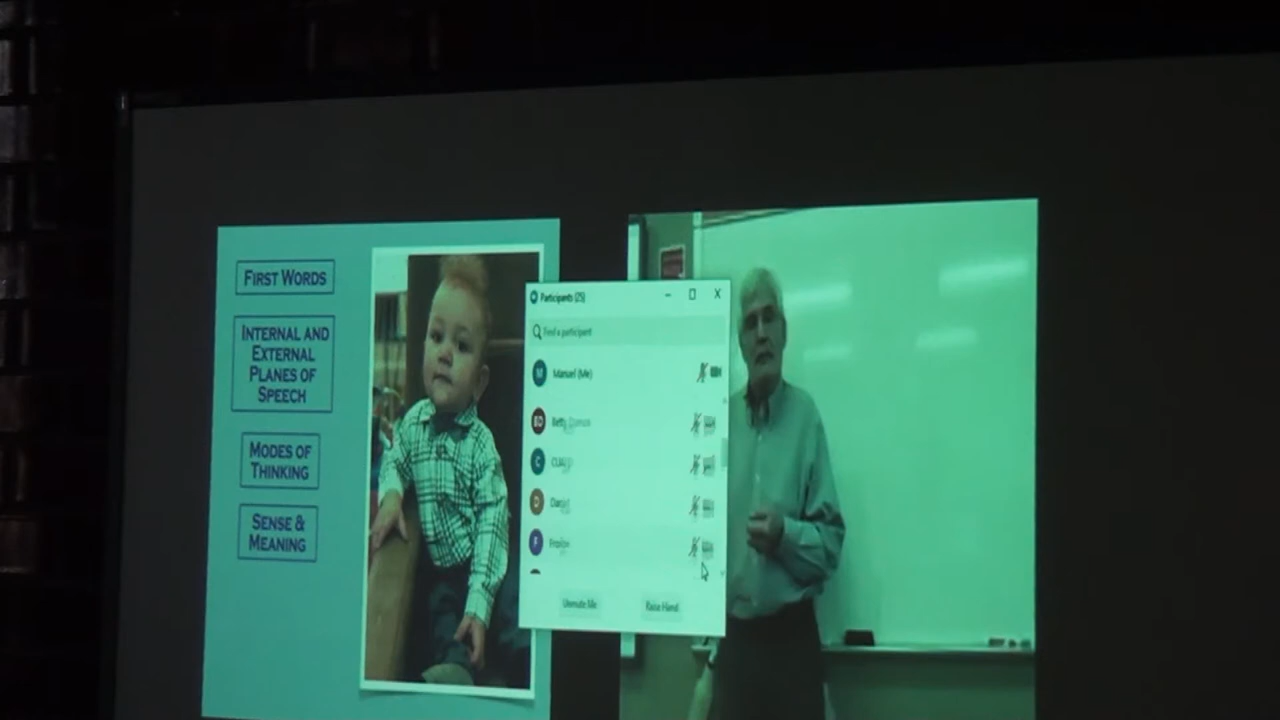 FIRST WORDS
INTERNAL AND
EXTERNAL
PLANES OF
SPEECH
MODES OF
THINKING
SENSE &
MEANING
Participants (25)
Find a participant
M
Manuel (Me)
C
D
F
Unmute Me
Raise Hand